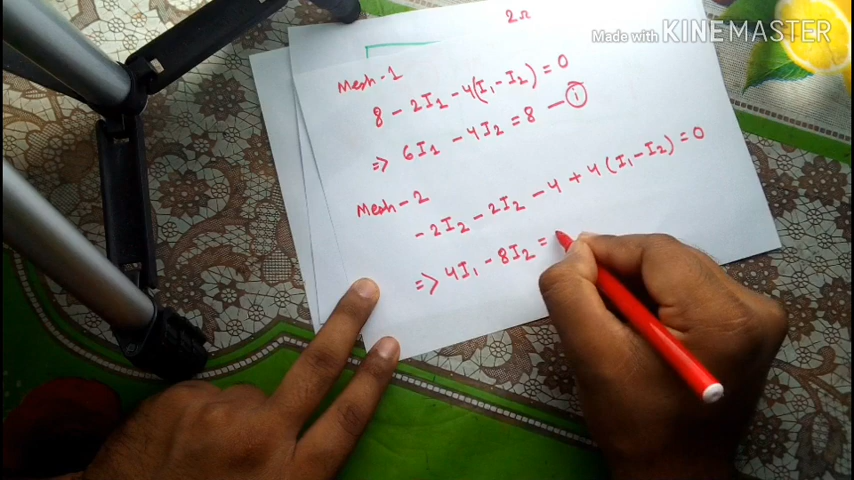 2Ω
Made with KINEMASTER
Mesh-1
8 - 2I1 - 4(I1 - I2) = 0
=> 6I1 - 4I2 = 8 - ①
Mesh-2
- 2I2 - 2I2 - 4 + 4(I1 - I2) = 0
=> 4I1 - 8I2 =